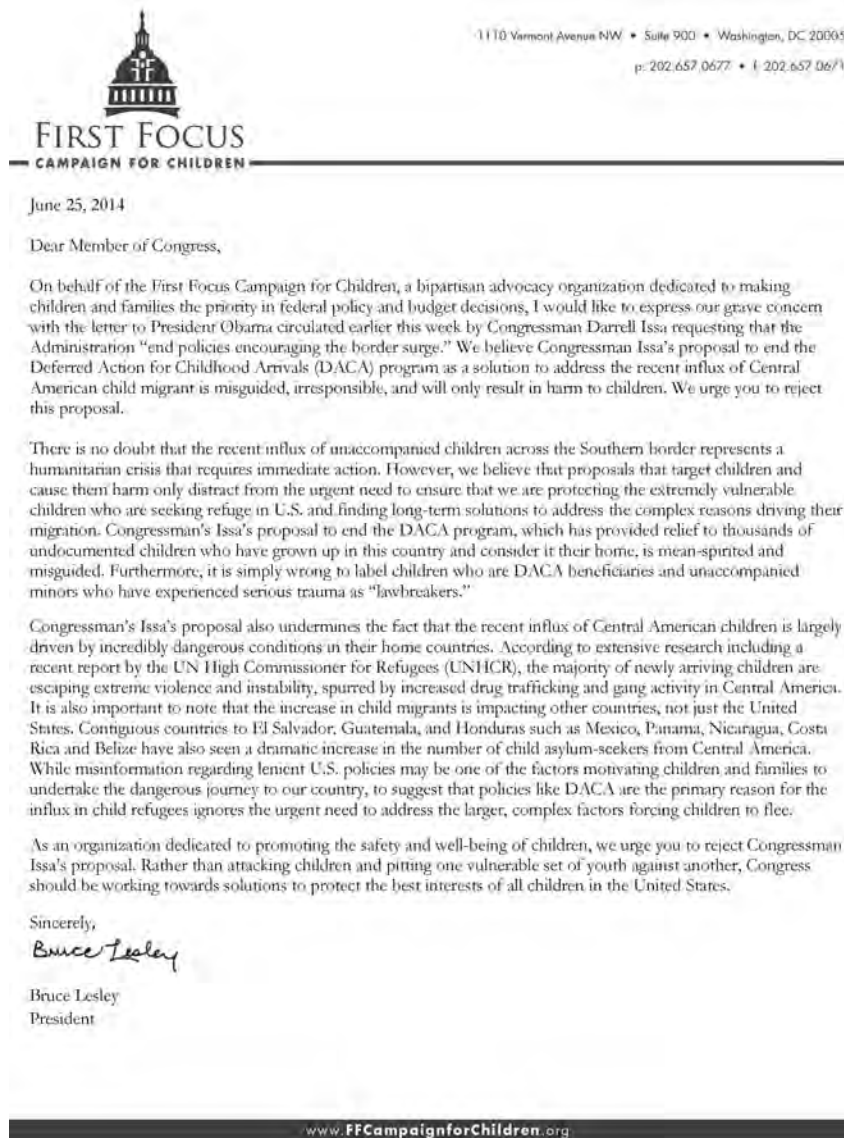 1110 Vermont Avenue NW • Suite 900 • Washington, DC 20005
p: 202.657.0677 • f: 202.657.067
FIRST FOCUS
CAMPAIGN FOR CHILDREN
June 25, 2014
Dear Member of Congress,
On behalf of the First Focus Campaign for Children, a bipartisan advocacy organization dedicated to making
children and families the priority in federal policy and budget decisions, I would like to express our grave concern
with the letter to President Obama circulated earlier this week by Congressman Darrell Issa requesting that the
Administration “end policies encouraging the border surge.” We believe Congressman Issa’s proposal to end the
Deferred Action for Childhood Arrivals (DACA) program as a solution to address the recent influx of Central
American child migrant is misguided, irresponsible, and will only result in harm to children. We urge you to reject
this proposal.
There is no doubt that the recent influx of unaccompanied children across the Southern border represents a
humanitarian crisis that requires immediate action. However, we believe that proposals that target children and
cause them harm only distract from the urgent need to ensure that we are protecting the extremely vulnerable
children who are seeking refuge in U.S. and finding long-term solutions to address the complex reasons driving their
migration. Congressman’s Issa’s proposal to end the DACA program, which has provided relief to thousands of
undocumented children who have grown up in this country and consider it their home, is mean-spirited and
misguided. Furthermore, it is simply wrong to label children who are DACA beneficiaries and unaccompanied
minors who have experienced serious trauma as “lawbreakers.”
Congressman’s Issa’s proposal also undermines the fact that the recent influx of Central American children is largely
driven by incredibly dangerous conditions in their home countries. According to extensive research including a
recent report by the UN High Commissioner for Refugees (UNHCR), the majority of newly arriving children are
escaping extreme violence and instability, spurred by increased drug trafficking and gang activity in Central America.
It is also important to note that the increase in child migrants is impacting other countries, not just the United
States. Contiguous countries to El Salvador, Guatemala, and Honduras such as Mexico, Panama, Nicaragua, Costa
Rica and Belize have also seen a dramatic increase in the number of child asylum-seekers from Central America.
While misinformation regarding lenient U.S. policies may be one of the factors motivating children and families to
undertake the dangerous journey to our country, to suggest that policies like DACA are the primary reason for the
influx in child refugees ignores the urgent need to address the larger, complex factors forcing children to flee.
As an organization dedicated to promoting the safety and well-being of children, we urge you to reject Congressman
Issa’s proposal. Rather than attacking children and pitting one vulnerable set of youth against another, Congress
should be working towards solutions to protect the best interests of all children in the United States.
Sincerely,
Bruce Lesley
Bruce Lesley
President
www.FFCampaignforChildren.org